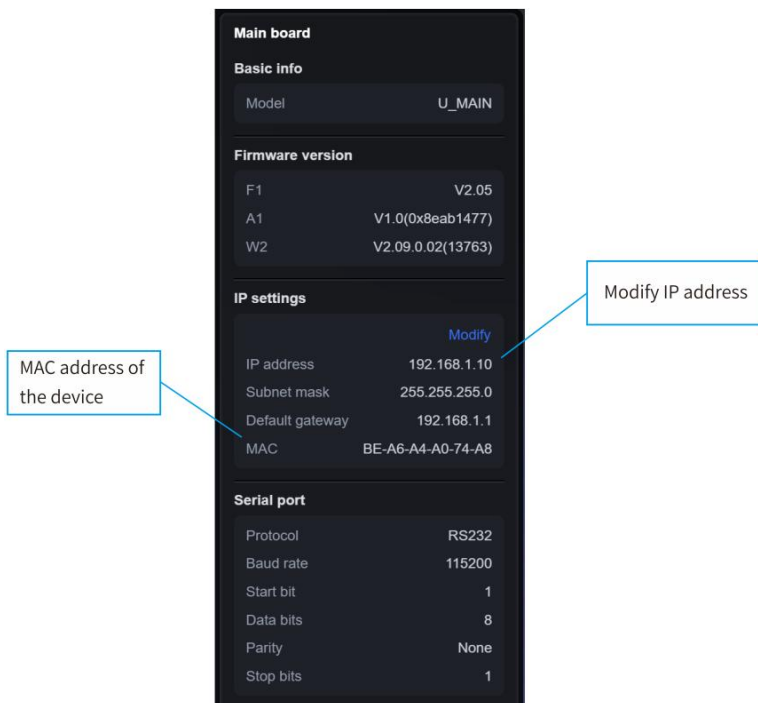 Main board
Basic info
Model U_MAIN
Firmware version
F1 V2.05
A1 V1.0(0x8eab1477)
W2 V2.09.0.02(13763)
IP settings
Modify
IP address 192.168.1.10
Subnet mask 255.255.255.0
Default gateway 192.168.1.1
MAC BE-A6-A4-A0-74-A8
Serial port
Protocol RS232
Baud rate 115200
Start bit 1
Data bits 8
Parity None
Stop bits 1
Modify IP address
MAC address of
the device